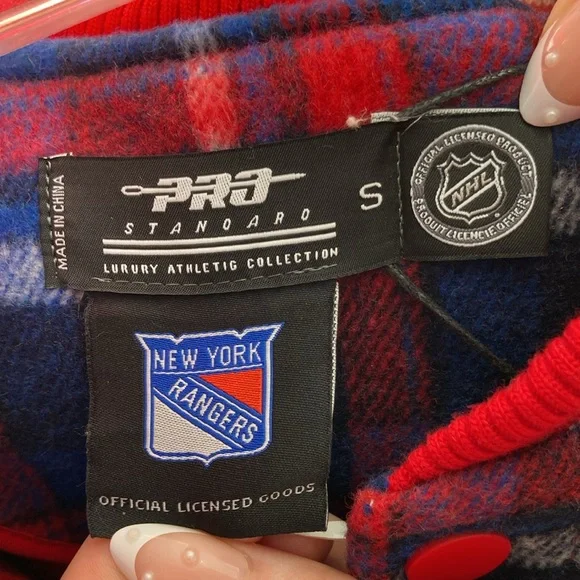 MADE IN CHINA
PRO
STANDARD
LUXURY ATHLETIC COLLECTION
S
OFFICIAL LICENSED PRODUCT
NHL
PRODUIT LICENCIÉ OFFICIEL
NEW YORK
RANGERS
OFFICIAL LICENSED GOODS